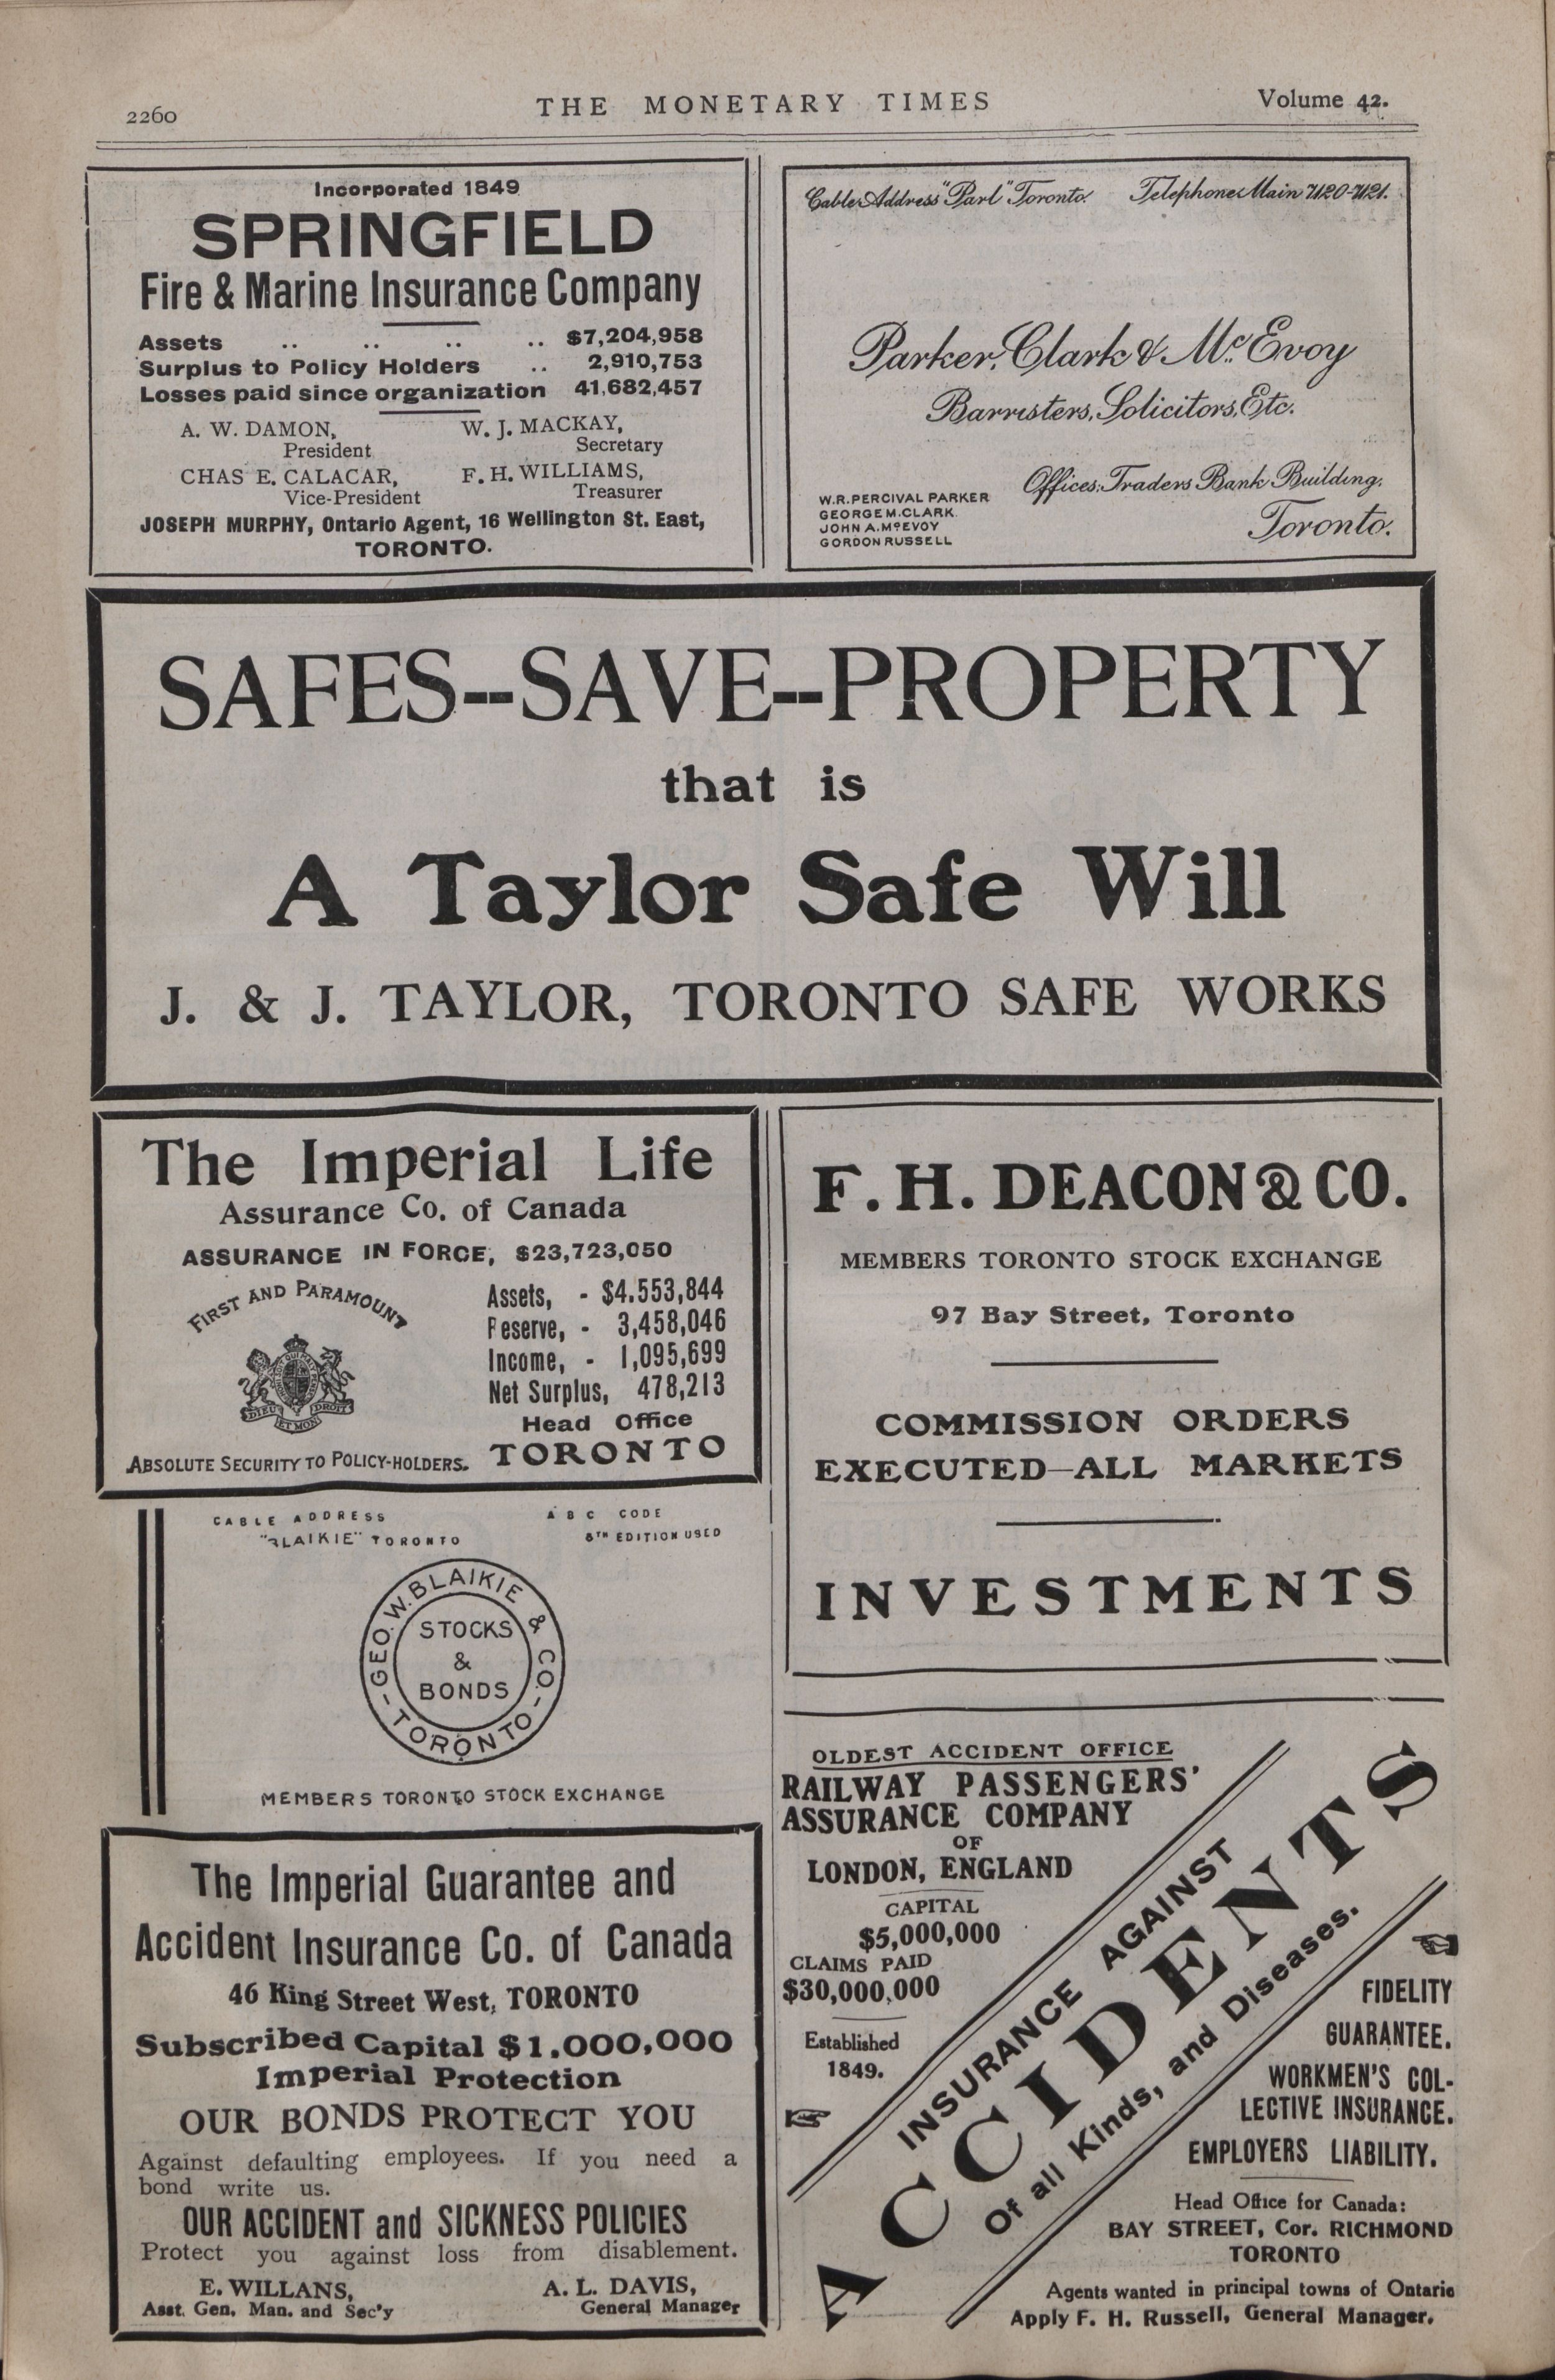 2260
THE MONETARY TIMES
Volume 42.
Incorporated 1849
SPRINGFIELD
Fire & Marine Insurance Company
Assets .. .. .. .. $7,204,958
Surplus to Policy Holders .. 2,910,753
Losses paid since organization 41,682,457
A. W. DAMON, W. J. MACKAY,
President Secretary
CHAS E. CALACAR, F. H. WILLIAMS,
Vice-President Treasurer
JOSEPH MURPHY, Ontario Agent, 16 Wellington St. East,
TORONTO.
Cable Address "Parl" Toronto. Telephone Main 7120-7121.
Parker, Clark & McEvoy
Barristers, Solicitors, Etc.
Offices: Traders Bank Building,
Toronto.
W.R.PERCIVAL PARKER
GEORGE M.CLARK
JOHN A.McEVOY
GORDON RUSSELL
SAFES--SAVE--PROPERTY
that is
A Taylor Safe Will
J. & J. TAYLOR, TORONTO SAFE WORKS
The Imperial Life
Assurance Co. of Canada
ASSURANCE IN FORCE, $23,723,050
FIRST AND PARAMOUNT
Assets, - $4.553,844
Reserve, - 3,458,046
Income, - 1,095,699
Net Surplus, 478,213
Head Office
TORONTO
DIEU ET MON DROIT
ABSOLUTE SECURITY TO POLICY-HOLDERS.
F. H. DEACON & CO.
MEMBERS TORONTO STOCK EXCHANGE
97 Bay Street, Toronto
COMMISSION ORDERS
EXECUTED—ALL MARKETS
INVESTMENTS
CABLE ADDRESS A B C CODE
"BLAIKIE" TORONTO 5TH EDITION USED
GEO. W. BLAIKIE & CO.
STOCKS
&
BONDS
-TORONTO-
MEMBERS TORONTO STOCK EXCHANGE
The Imperial Guarantee and
Accident Insurance Co. of Canada
46 King Street West, TORONTO
Subscribed Capital $1.000,000
Imperial Protection
OUR BONDS PROTECT YOU
Against defaulting employees. If you need a
bond write us.
OUR ACCIDENT and SICKNESS POLICIES
Protect you against loss from disablement.
E. WILLANS, A. L. DAVIS,
Asst. Gen. Man. and Sec'y General Manager
OLDEST ACCIDENT OFFICE
RAILWAY PASSENGERS'
ASSURANCE COMPANY
OF
LONDON, ENGLAND
CAPITAL
$5,000,000
CLAIMS PAID
$30,000,000
Established
1849.
INSURANCE AGAINST
ACCIDENTS
Of all Kinds, and Diseases.
FIDELITY
GUARANTEE.
WORKMEN'S COL-
LECTIVE INSURANCE.
EMPLOYERS LIABILITY.
Head Office for Canada:
BAY STREET, Cor. RICHMOND
TORONTO
Agents wanted in principal towns of Ontario
Apply F. H. Russell, General Manager.